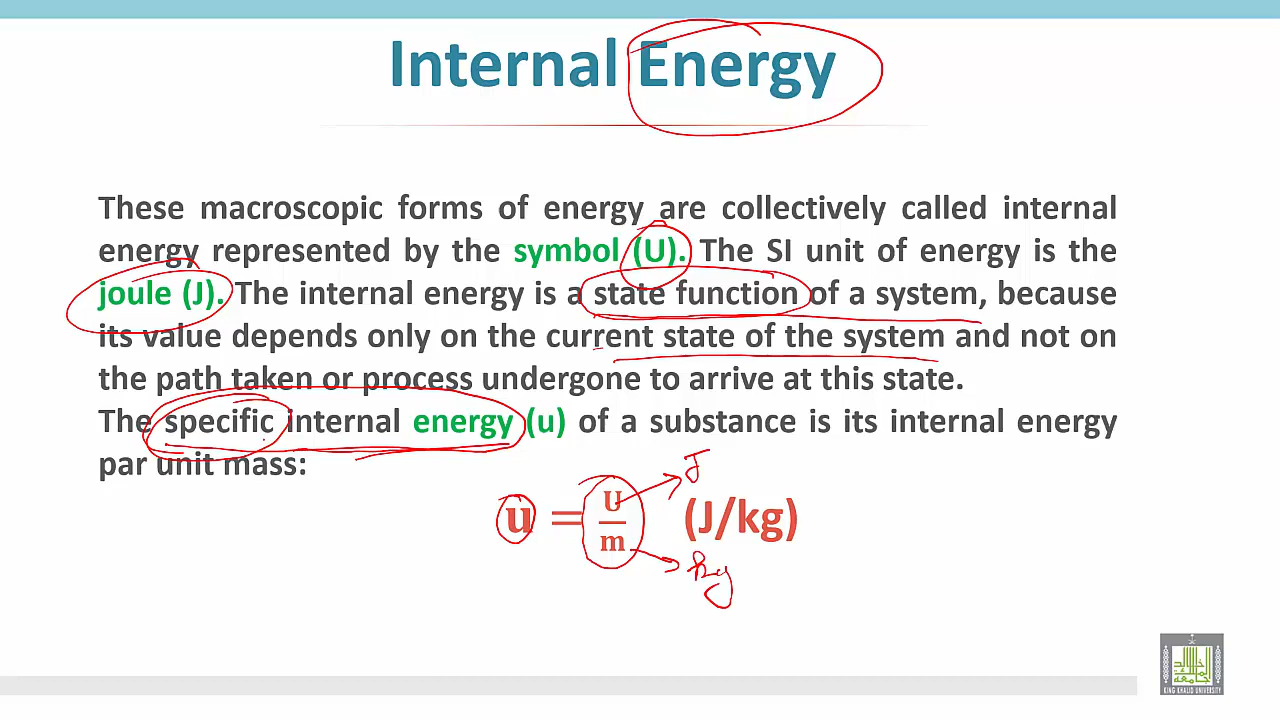 Internal Energy
These macroscopic forms of energy are collectively called internal
energy represented by the symbol (U). The SI unit of energy is the
joule (J). The internal energy is a state function of a system, because
its value depends only on the current state of the system and not on
the path taken or process undergone to arrive at this state.
The specific internal energy (u) of a substance is its internal energy
par unit mass:
J
u = U/m (J/kg)
kg
KING KHALID UNIVERSITY